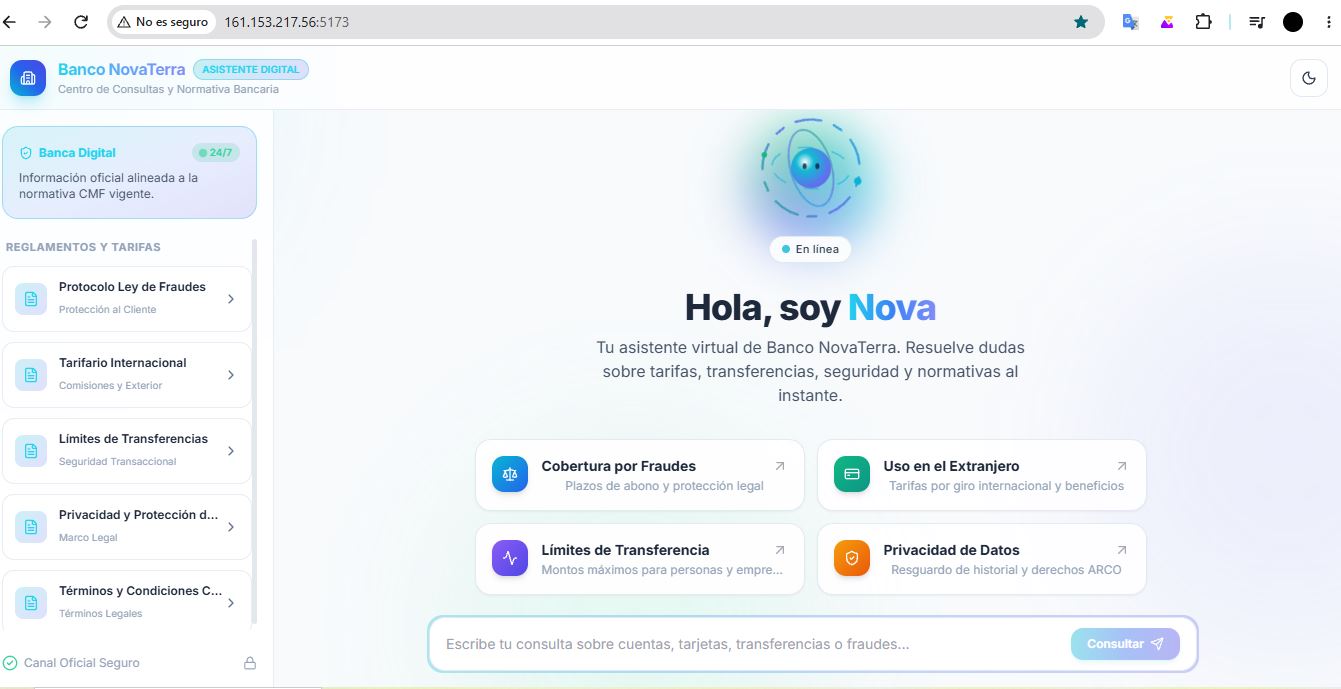 No es seguro
161.153.217.56:5173
Banco NovaTerra
ASISTENTE DIGITAL
Centro de Consultas y Normativa Bancaria
Banca Digital
24/7
Información oficial alineada a la
normativa CMF vigente.
REGLAMENTOS Y TARIFAS
Protocolo Ley de Fraudes
Protección al Cliente
Tarifario Internacional
Comisiones y Exterior
Límites de Transferencias
Seguridad Transaccional
Privacidad y Protección d...
Marco Legal
Términos y Condiciones C...
Términos Legales
Canal Oficial Seguro
En línea
Hola, soy Nova
Tu asistente virtual de Banco NovaTerra. Resuelve dudas
sobre tarifas, transferencias, seguridad y normativas al
instante.
Cobertura por Fraudes
Plazos de abono y protección legal
Uso en el Extranjero
Tarifas por giro internacional y beneficios
Límites de Transferencia
Montos máximos para personas y empre...
Privacidad de Datos
Resguardo de historial y derechos ARCO
Escribe tu consulta sobre cuentas, tarjetas, transferencias o fraudes...
Consultar